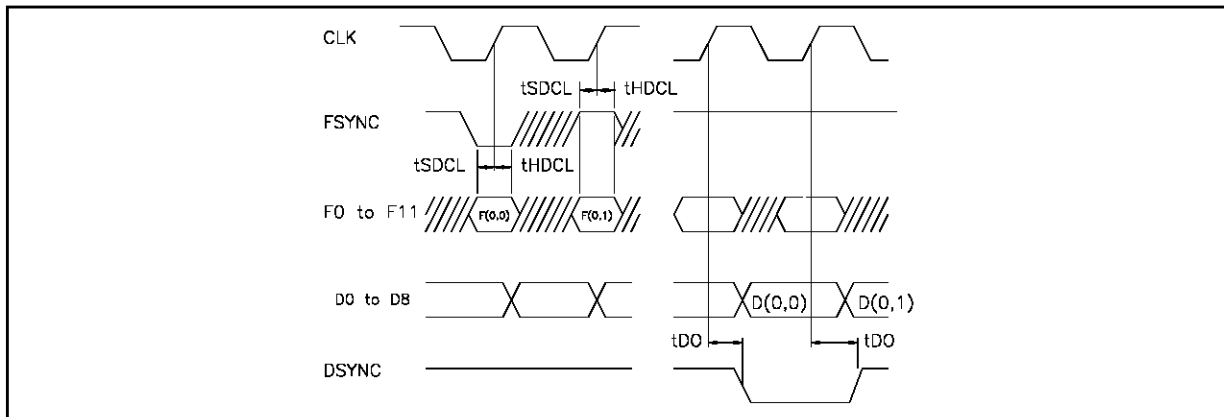 CLK
tSDCL tHDCL
FSYNC
tSDCL tHDCL
F0 to F11 F(0,0) F(0,1)
D0 to D8 D(0,0) D(0,1)
tDO tDO
DSYNC